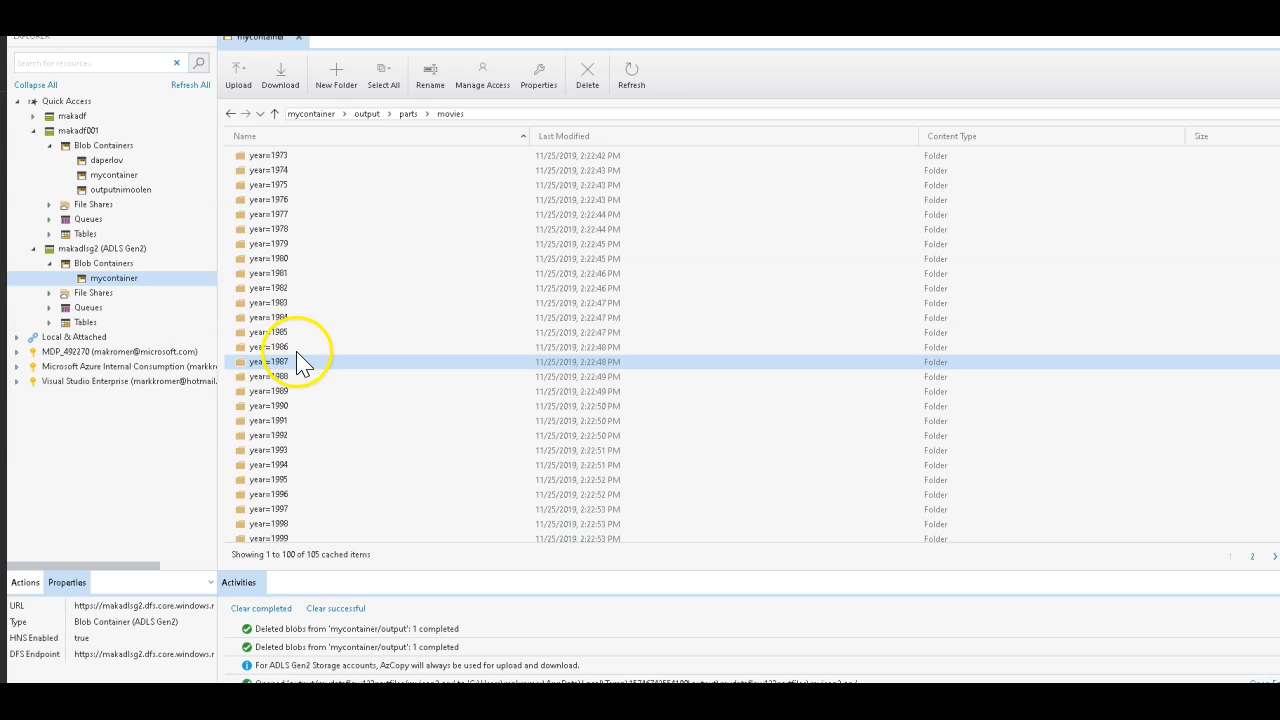 EXPLORER
mycontainer ×
Search for resources ×
Upload Download New Folder Select All Rename Manage Access Properties Delete Refresh
Collapse All Refresh All
Quick Access
makadf
makadf001
Blob Containers
daperlov
mycontainer
outputnimoolen
File Shares
Queues
Tables
makadlsg2 (ADLS Gen2)
Blob Containers
mycontainer
File Shares
Queues
Tables
Local & Attached
MDP_492270 (makromer@microsoft.com)
Microsoft Azure Internal Consumption (markkr
Visual Studio Enterprise (markkromer@hotmail.
mycontainer > output > parts > movies
Name Last Modified Content Type Size
year=1973 11/25/2019, 2:22:42 PM Folder
year=1974 11/25/2019, 2:22:43 PM Folder
year=1975 11/25/2019, 2:22:43 PM Folder
year=1976 11/25/2019, 2:22:43 PM Folder
year=1977 11/25/2019, 2:22:44 PM Folder
year=1978 11/25/2019, 2:22:44 PM Folder
year=1979 11/25/2019, 2:22:45 PM Folder
year=1980 11/25/2019, 2:22:45 PM Folder
year=1981 11/25/2019, 2:22:46 PM Folder
year=1982 11/25/2019, 2:22:46 PM Folder
year=1983 11/25/2019, 2:22:47 PM Folder
year=1984 11/25/2019, 2:22:47 PM Folder
year=1985 11/25/2019, 2:22:47 PM Folder
year=1986 11/25/2019, 2:22:48 PM Folder
year=1987 11/25/2019, 2:22:48 PM Folder
year=1988 11/25/2019, 2:22:49 PM Folder
year=1989 11/25/2019, 2:22:49 PM Folder
year=1990 11/25/2019, 2:22:50 PM Folder
year=1991 11/25/2019, 2:22:50 PM Folder
year=1992 11/25/2019, 2:22:50 PM Folder
year=1993 11/25/2019, 2:22:51 PM Folder
year=1994 11/25/2019, 2:22:51 PM Folder
year=1995 11/25/2019, 2:22:52 PM Folder
year=1996 11/25/2019, 2:22:52 PM Folder
year=1997 11/25/2019, 2:22:53 PM Folder
year=1998 11/25/2019, 2:22:53 PM Folder
year=1999 11/25/2019, 2:22:53 PM Folder
Showing 1 to 100 of 105 cached items 1 2
Actions Properties
URL https://makadlsg2.dfs.core.windows.r
Type Blob Container (ADLS Gen2)
HNS Enabled true
DFS Endpoint https://makadlsg2.dfs.core.windows.r
Activities
Clear completed Clear successful
Deleted blobs from 'mycontainer/output': 1 completed
Deleted blobs from 'mycontainer/output': 1 completed
For ADLS Gen2 Storage accounts, AzCopy will always be used for upload and download.